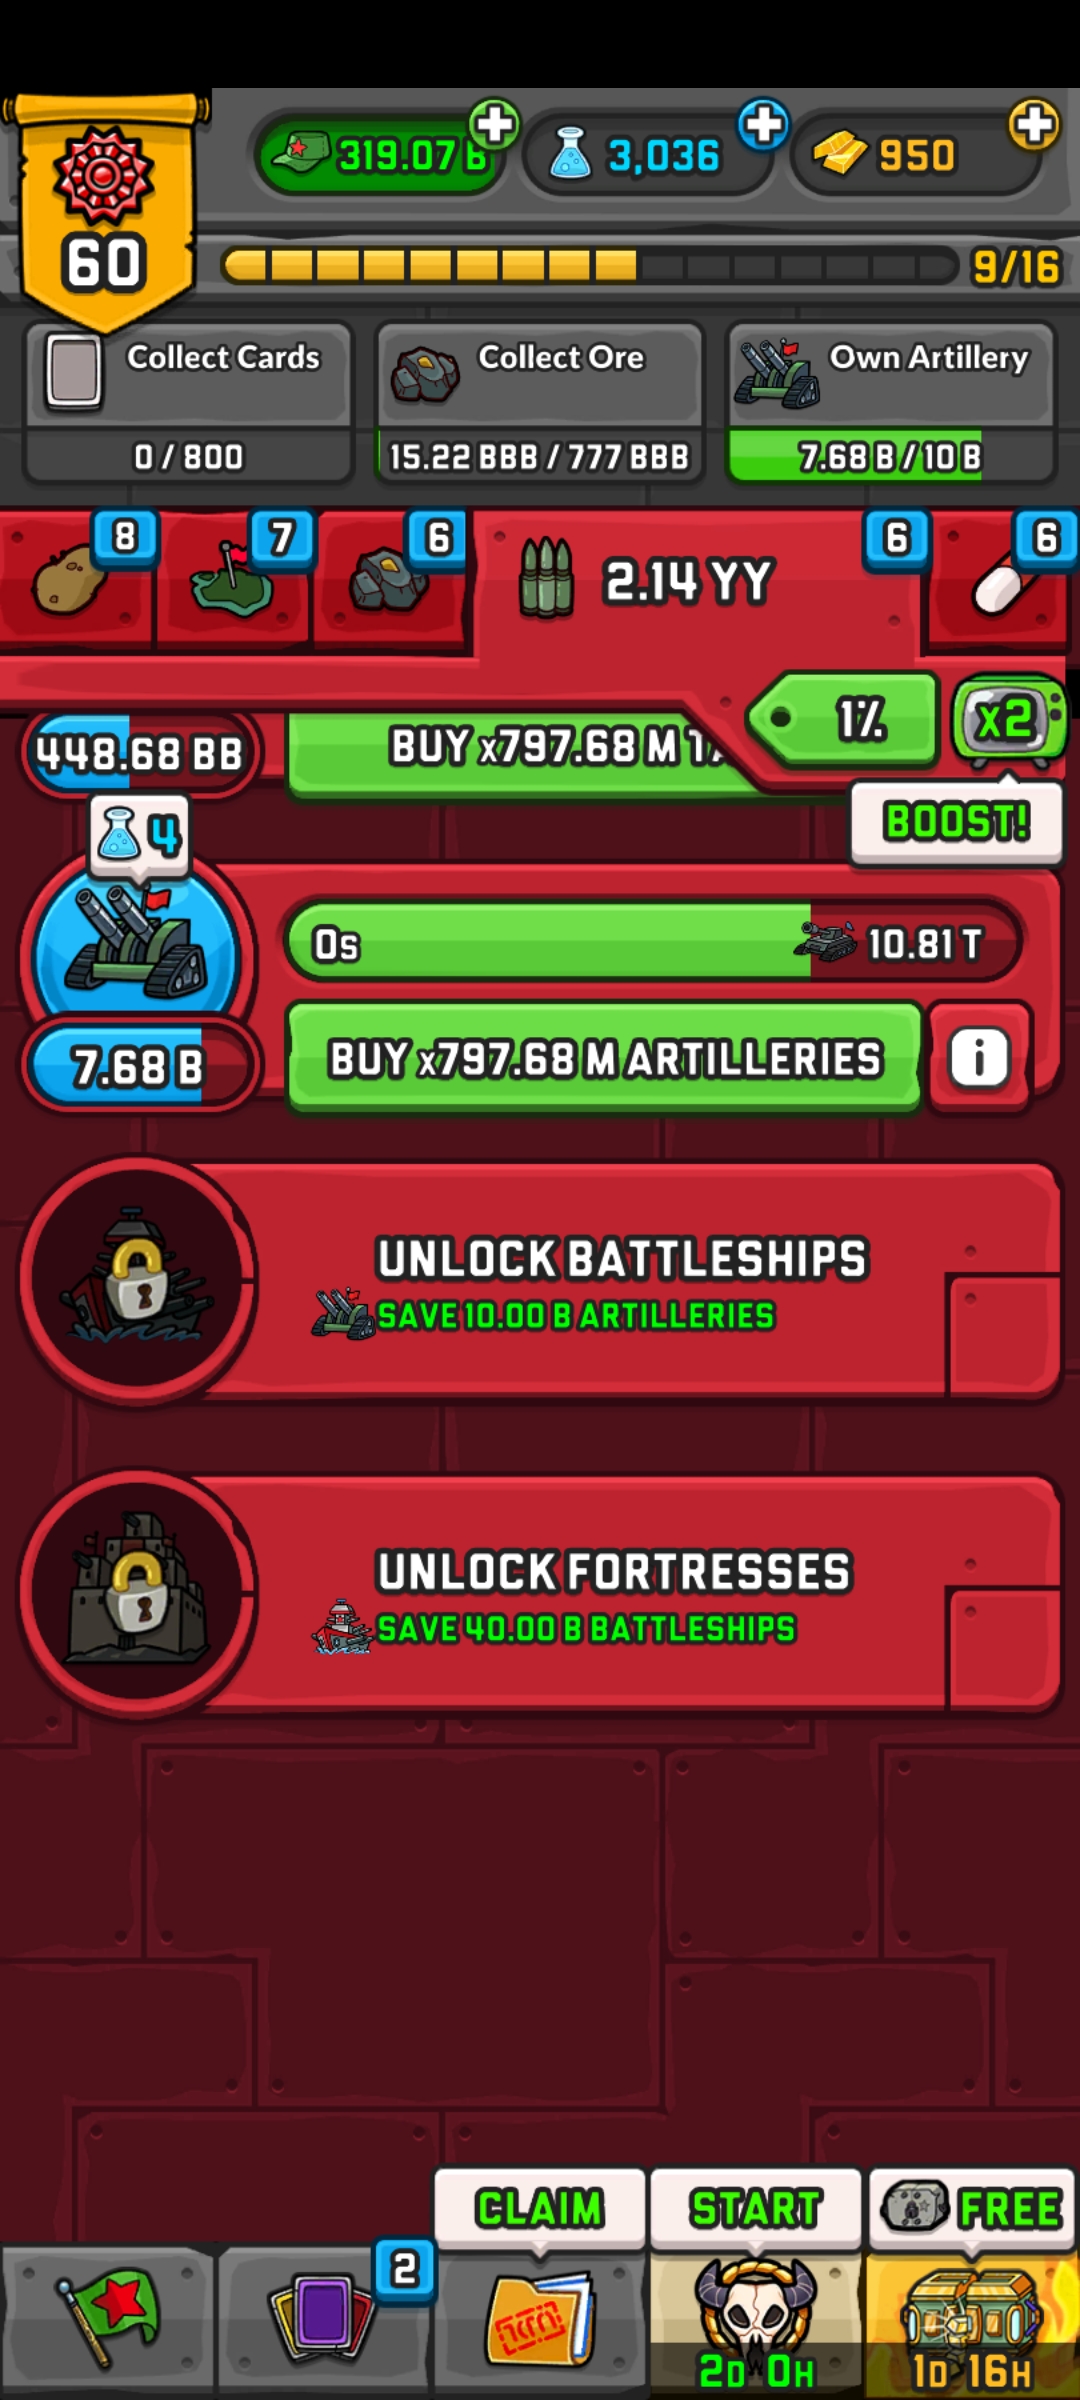 319.07 B
3,036
950
60
9/16
Collect Cards
Collect Ore
Own Artillery
0 / 800
15.22 BBB / 777 BBB
7.68 B / 10 B
8
7
6
2.14 YY
6
6
1%
x2
448.68 BB
BUY x797.68 M
BOOST!
4
0s
10.81 T
7.68 B
BUY x797.68 M ARTILLERIES
i
UNLOCK BATTLESHIPS
SAVE 10.00 B ARTILLERIES
UNLOCK FORTRESSES
SAVE 40.00 B BATTLESHIPS
CLAIM
START
FREE
2
2D 0H
1D 16H